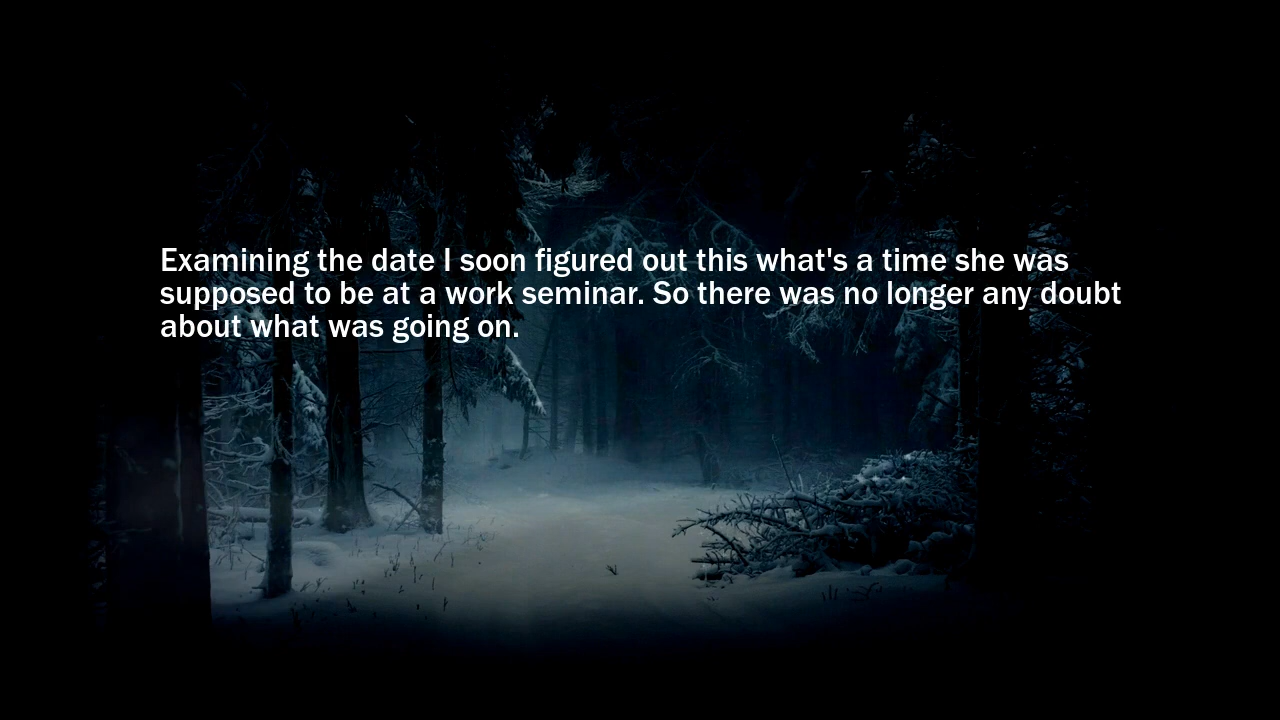 Examining the date I soon figured out this what's a time she was
supposed to be at a work seminar. So there was no longer any doubt
about what was going on.